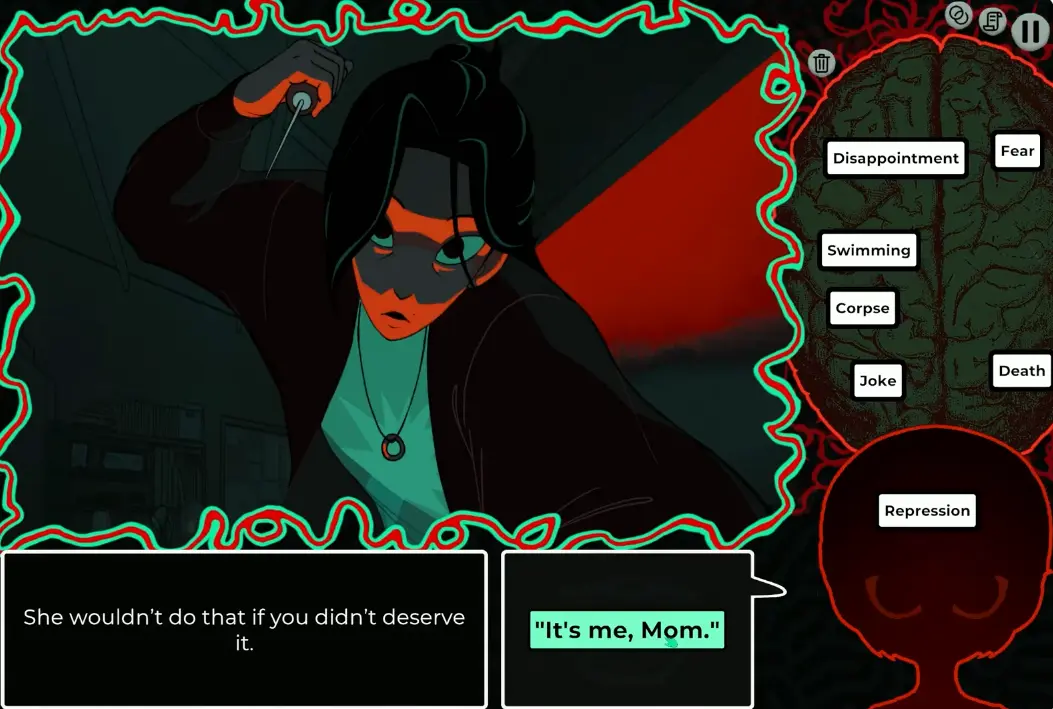 Disappointment
Fear
Swimming
Corpse
Joke
Death
Repression
She wouldn’t do that if you didn’t deserve
it.
"It's me, Mom."